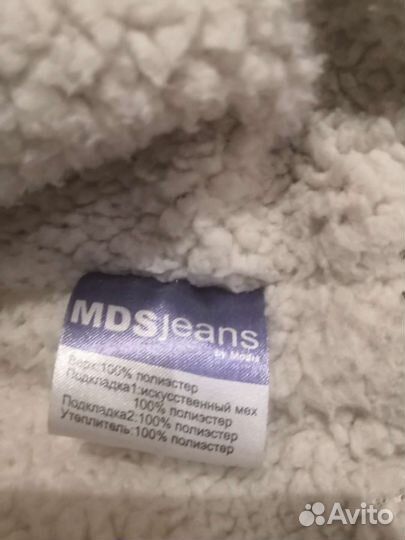 MDSjeans
by Modis
Верх:100% полиэстер
Подкладка1:искусственный мех
100% полиэстер
Подкладка2:100% полиэстер
Утеплитель:100% полиэстер
Avito